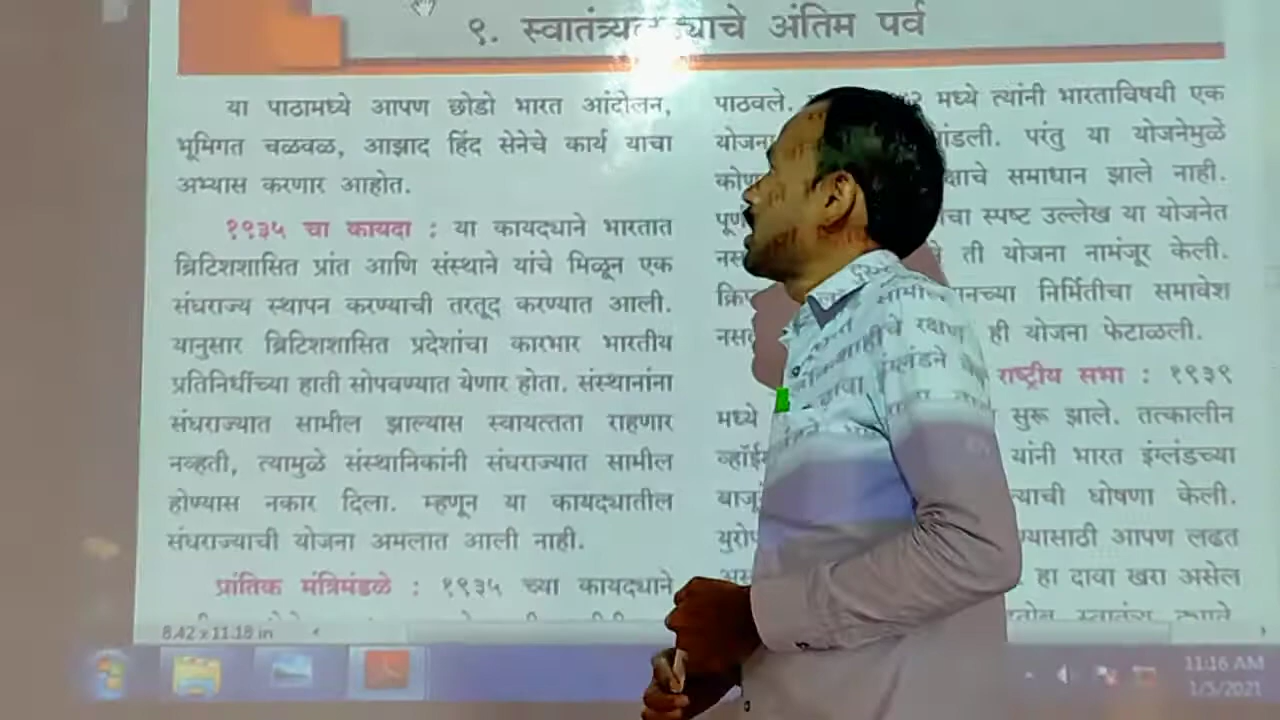 ९. स्वातंत्र्यलढ्याचे अंतिम पर्व
या पाठामध्ये आपण छोडो भारत आंदोलन,
भूमिगत चळवळ, आझाद हिंद सेनेचे कार्य याचा
अभ्यास करणार आहोत.
१९३५ चा कायदा : या कायद्याने भारतात
ब्रिटिशशासित प्रांत आणि संस्थाने यांचे मिळून एक
संघराज्य स्थापन करण्याची तरतूद करण्यात आली.
यानुसार ब्रिटिशशासित प्रदेशांचा कारभार भारतीय
प्रतिनिधींच्या हाती सोपवण्यात येणार होता. संस्थानांना
संघराज्यात सामील झाल्यास स्वायत्तता राहणार
नव्हती, त्यामुळे संस्थानिकांनी संघराज्यात सामील
होण्यास नकार दिला. म्हणून या कायद्यातील
संघराज्याची योजना अमलात आली नाही.
प्रांतिक मंत्रिमंडळे : १९३५ च्या कायद्याने
पाठवले. मध्ये त्यांनी भारताविषयी एक
योजना मांडली. परंतु या योजनेमुळे
समाधान झाले नाही.
स्पष्ट उल्लेख या योजनेत
ती योजना नामंजूर केली.
निर्मितीचा समावेश
ही योजना फेटाळली.
राष्ट्रीय सभा : १९३९
मध्ये सुरू झाले. तत्कालीन
यांनी भारत इंग्लंडच्या
घोषणा केली.
आपण लढत
हा दावा खरा असेल
8.42 x 11.18 in
11:16 AM
1/5/2021